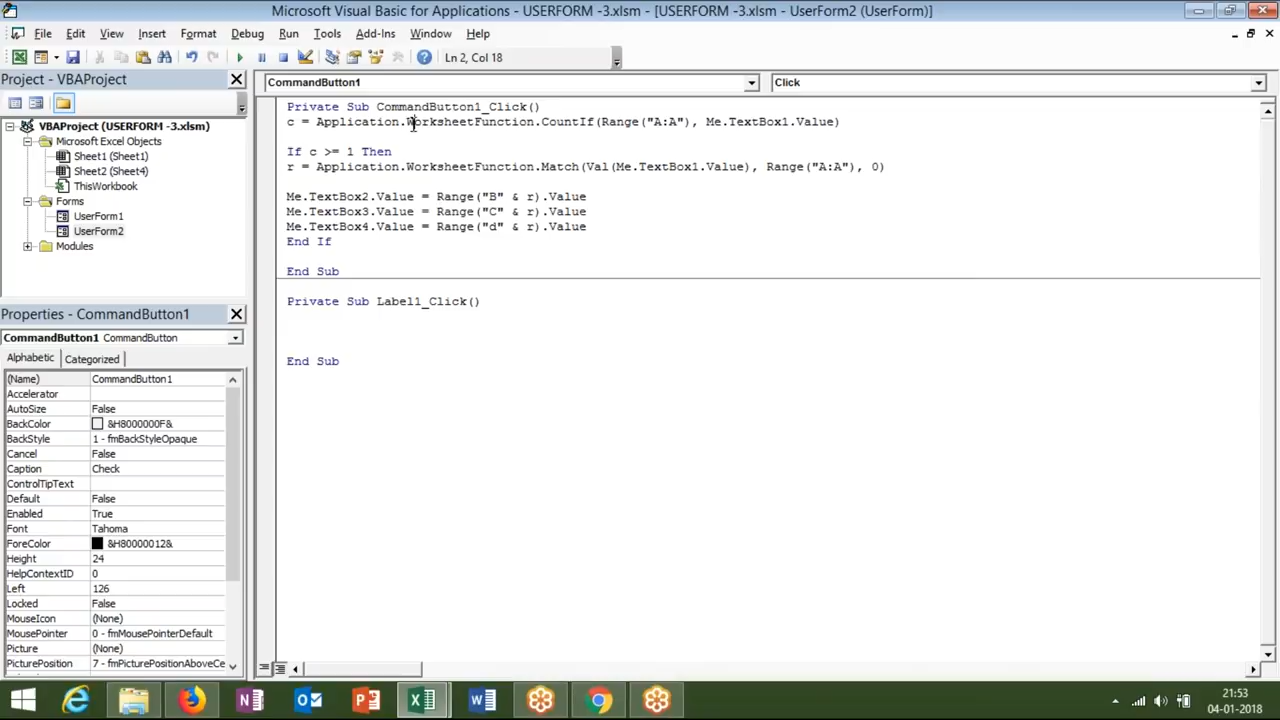 Microsoft Visual Basic for Applications - USERFORM -3.xlsm - [USERFORM -3.xlsm - UserForm2 (UserForm)]
File Edit View Insert Format Debug Run Tools Add-Ins Window Help
Ln 2, Col 18
Project - VBAProject
VBAProject (USERFORM -3.xlsm)
Microsoft Excel Objects
Sheet1 (Sheet1)
Sheet2 (Sheet4)
ThisWorkbook
Forms
UserForm1
UserForm2
Modules
Properties - CommandButton1
CommandButton1 CommandButton
Alphabetic Categorized
(Name) CommandButton1
Accelerator
AutoSize False
BackColor &H8000000F&
BackStyle 1 - fmBackStyleOpaque
Cancel False
Caption Check
ControlTipText
Default False
Enabled True
Font Tahoma
ForeColor &H80000012&
Height 24
HelpContextID 0
Left 126
Locked False
MouseIcon (None)
MousePointer 0 - fmMousePointerDefault
Picture (None)
PicturePosition 7 - fmPicturePositionAboveCe
CommandButton1 Click
Private Sub CommandButton1_Click()
c = Application.WorksheetFunction.CountIf(Range("A:A"), Me.TextBox1.Value)
If c >= 1 Then
r = Application.WorksheetFunction.Match(Val(Me.TextBox1.Value), Range("A:A"), 0)
Me.TextBox2.Value = Range("B" & r).Value
Me.TextBox3.Value = Range("C" & r).Value
Me.TextBox4.Value = Range("d" & r).Value
End If
End Sub
Private Sub Label1_Click()
End Sub
21:53
04-01-2018